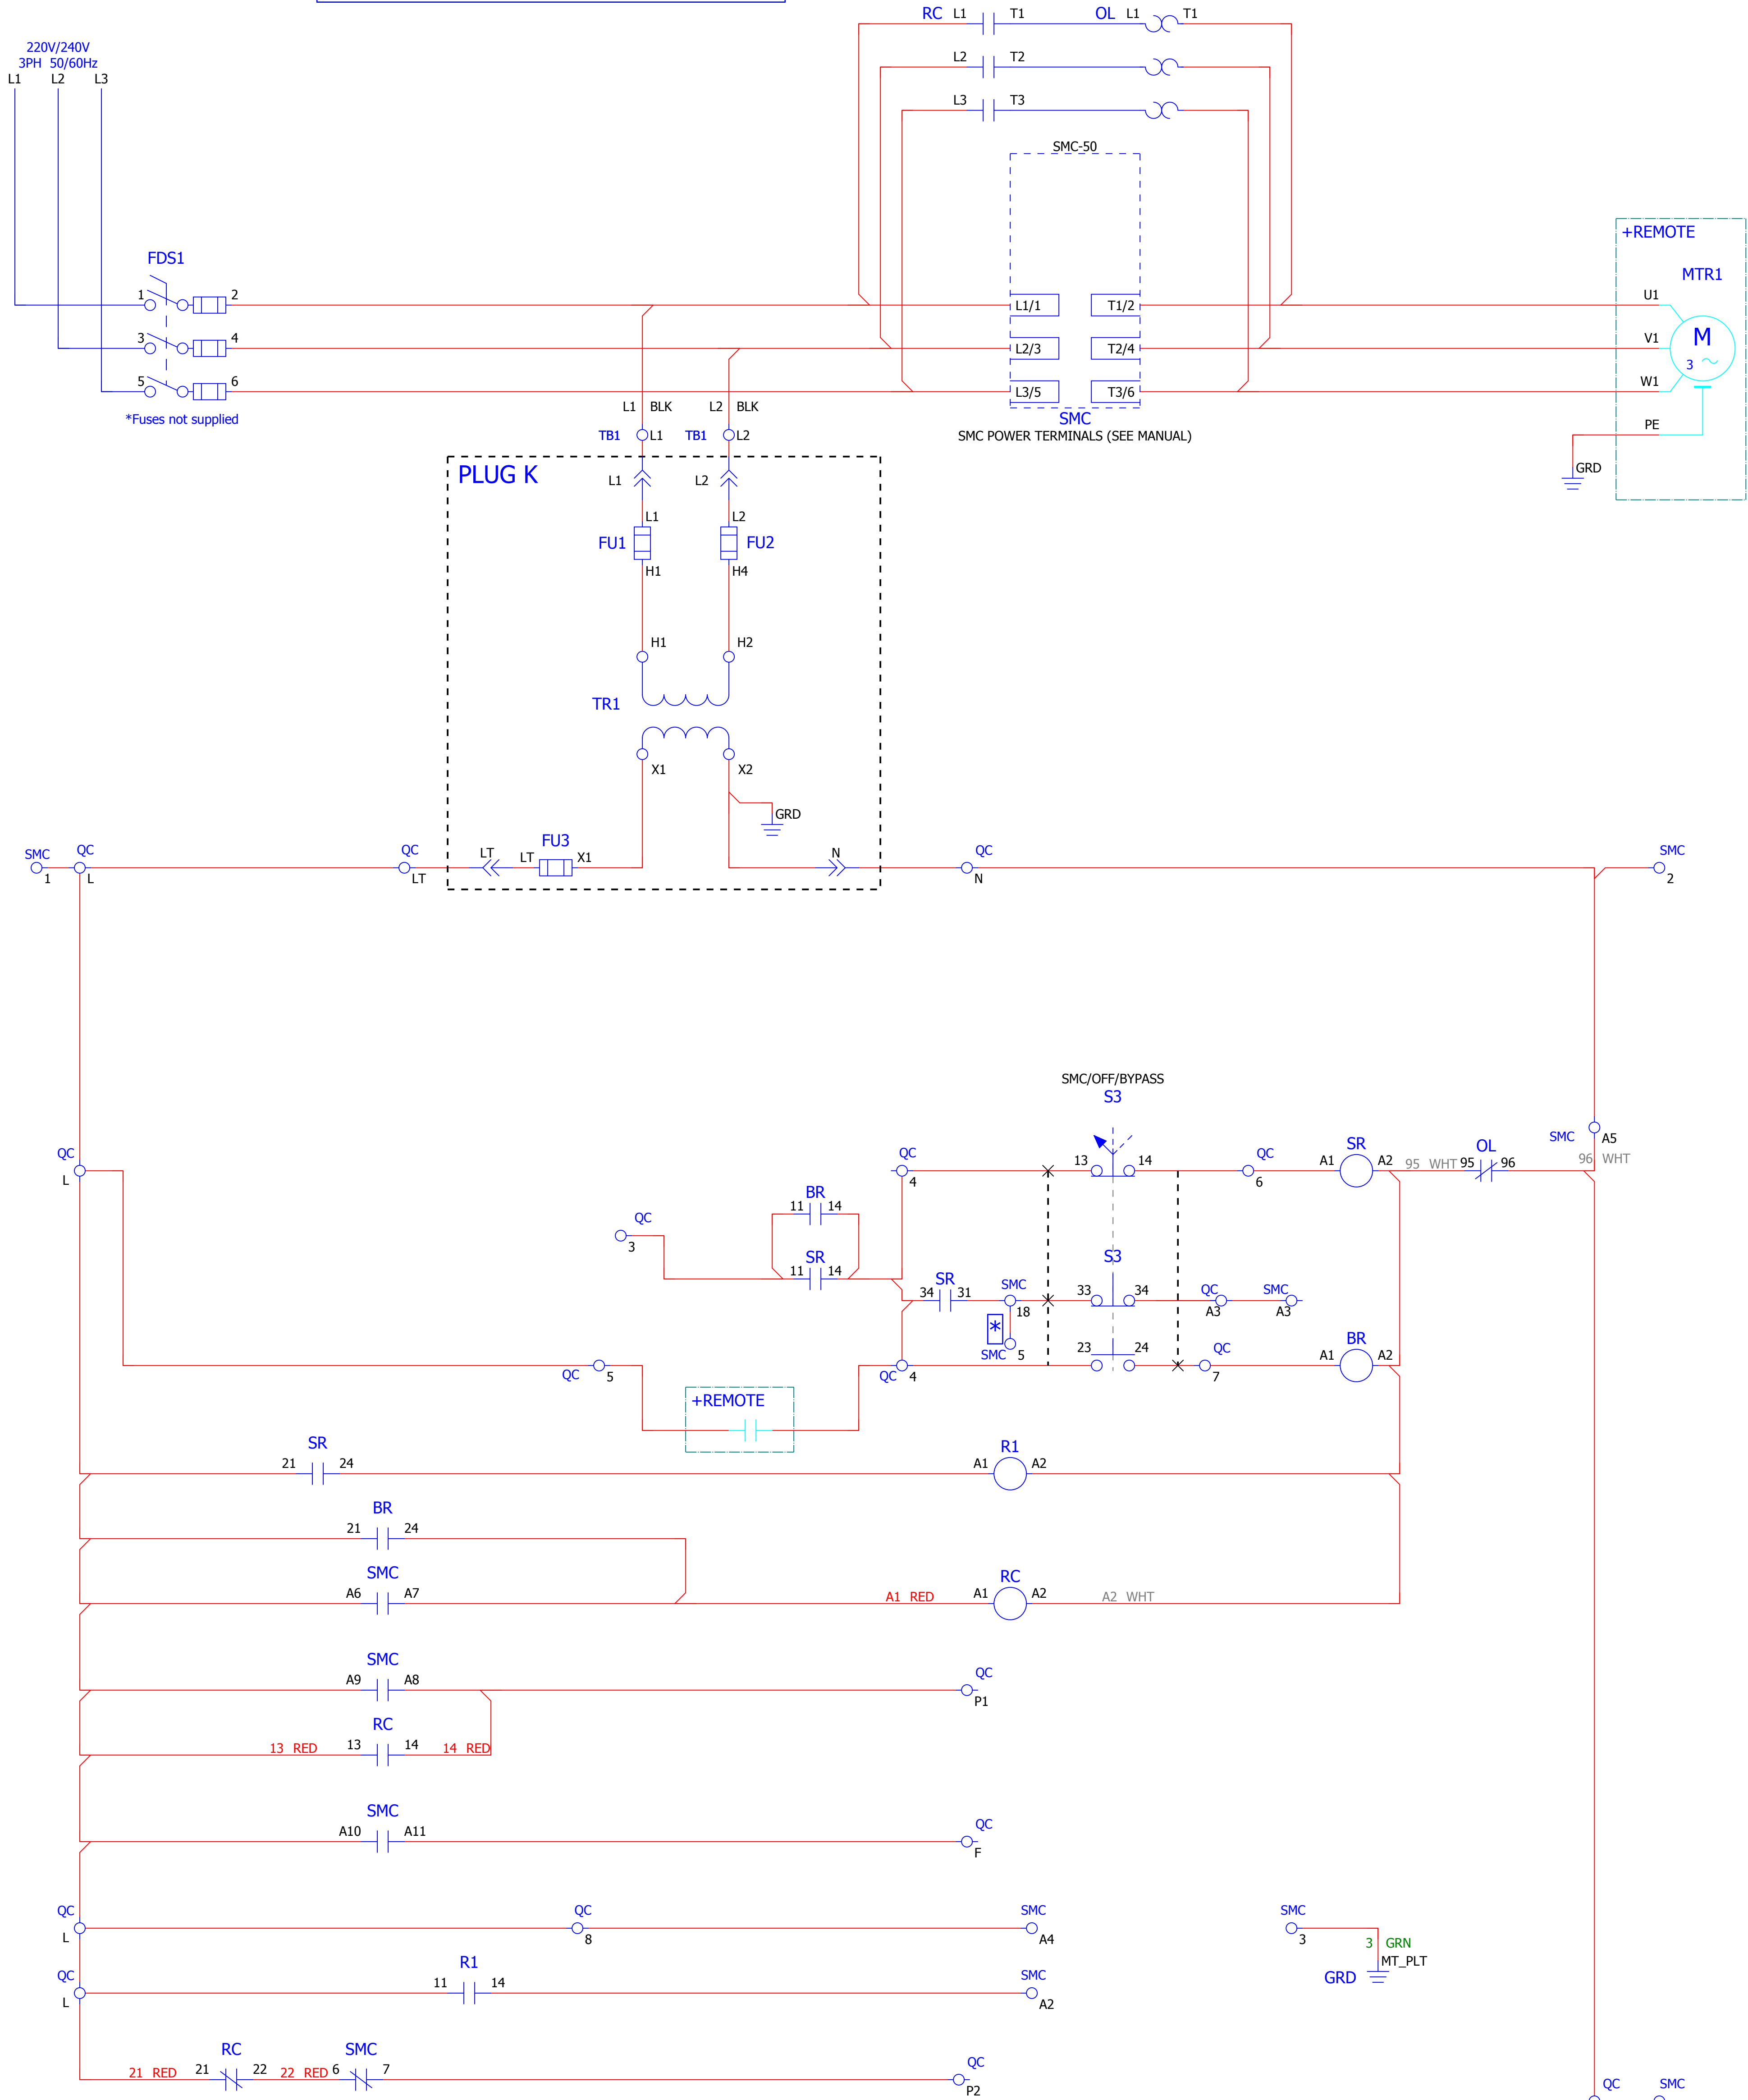 RC L1 T1 OL L1 T1
220V/240V
3PH 50/60Hz
L1 L2 L3
L2 T2
L3 T3
SMC-50
+REMOTE
MTR1
FDS1
1 2 L1/1 T1/2 U1
3 4 L2/3 T2/4 V1 M
3
5 6 L3/5 T3/6 W1
*Fuses not supplied
L1 BLK L2 BLK
SMC
PE
TB1 L1 TB1 L2
SMC POWER TERMINALS (SEE MANUAL)
GRD
PLUG K
L1 L2
L1 L2
FU1 FU2
H1 H4
H1 H2
TR1
X1 X2
GRD
SMC QC QC FU3 N QC SMC
LT LT X1
1 L LT N 2
SMC/OFF/BYPASS
S3
SMC A5
QC QC 13 14 QC SR 95 WHT 95 OL 96 96 WHT
A1 A2
L 4 6
BR
11 14
QC
3
SR
11 14
S3
SR
34 31 SMC 33 34 QC SMC
18 A3 A3
*
SMC 5
23 24 QC BR
A1 A2
QC 5 QC 4 7
+REMOTE
SR R1
21 24 A1 A2
BR
21 24
SMC RC
A6 A7 A1 RED A1 A2 A2 WHT
SMC QC
A9 A8 P1
RC
13 RED 13 14 14 RED
SMC QC
A10 A11 F
QC QC SMC SMC
L 8 A4 3
3 GRN
MT_PLT
GRD
QC R1 SMC
L 11 14 A2
RC SMC QC
21 RED 21 22 22 RED 6 7 P2
QC SMC